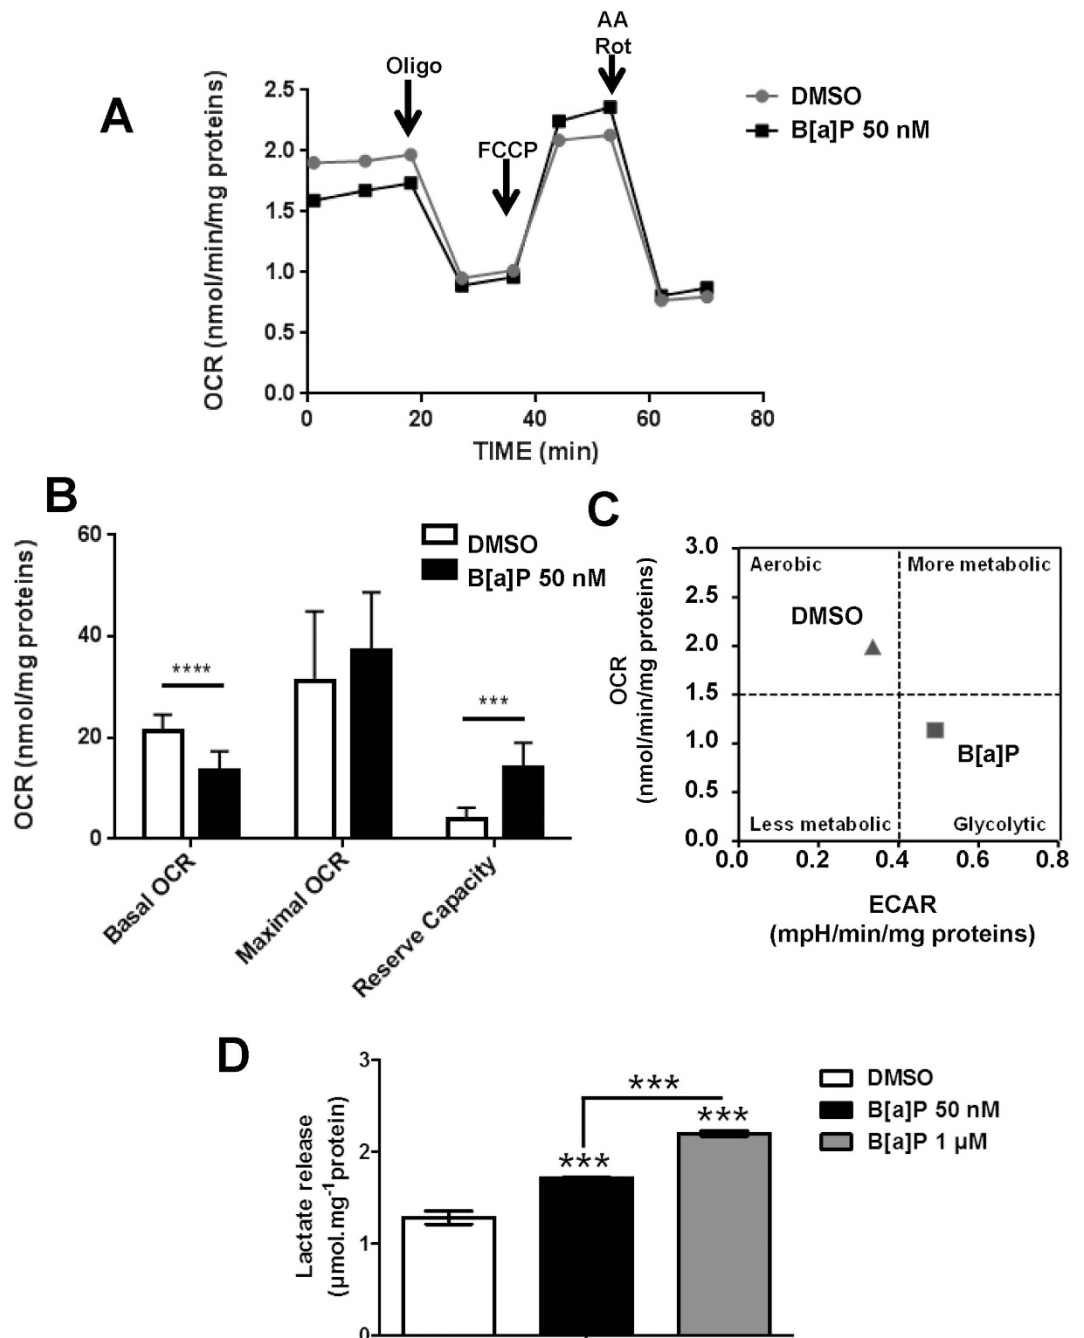 A
OCR (nmol/min/mg proteins)
2.5
2.0
1.5
1.0
0.5
0.0
0 20 40 60 80
TIME (min)
Oligo
FCCP
AA
Rot
DMSO
B[a]P 50 nM
B
OCR (nmol/mg proteins)
60
40
20
0
****
***
DMSO
B[a]P 50 nM
Basal OCR
Maximal OCR
Reserve Capacity
C
OCR
(nmol/min/mg proteins)
3.0
2.5
2.0
1.5
1.0
0.5
0.0
Aerobic
More metabolic
DMSO
B[a]P
Less metabolic
Glycolytic
0.0 0.2 0.4 0.6 0.8
ECAR
(mpH/min/mg proteins)
D
Lactate release
(µmol.mg⁻¹protein)
3
2
1
0
***
***
***
DMSO
B[a]P 50 nM
B[a]P 1 µM